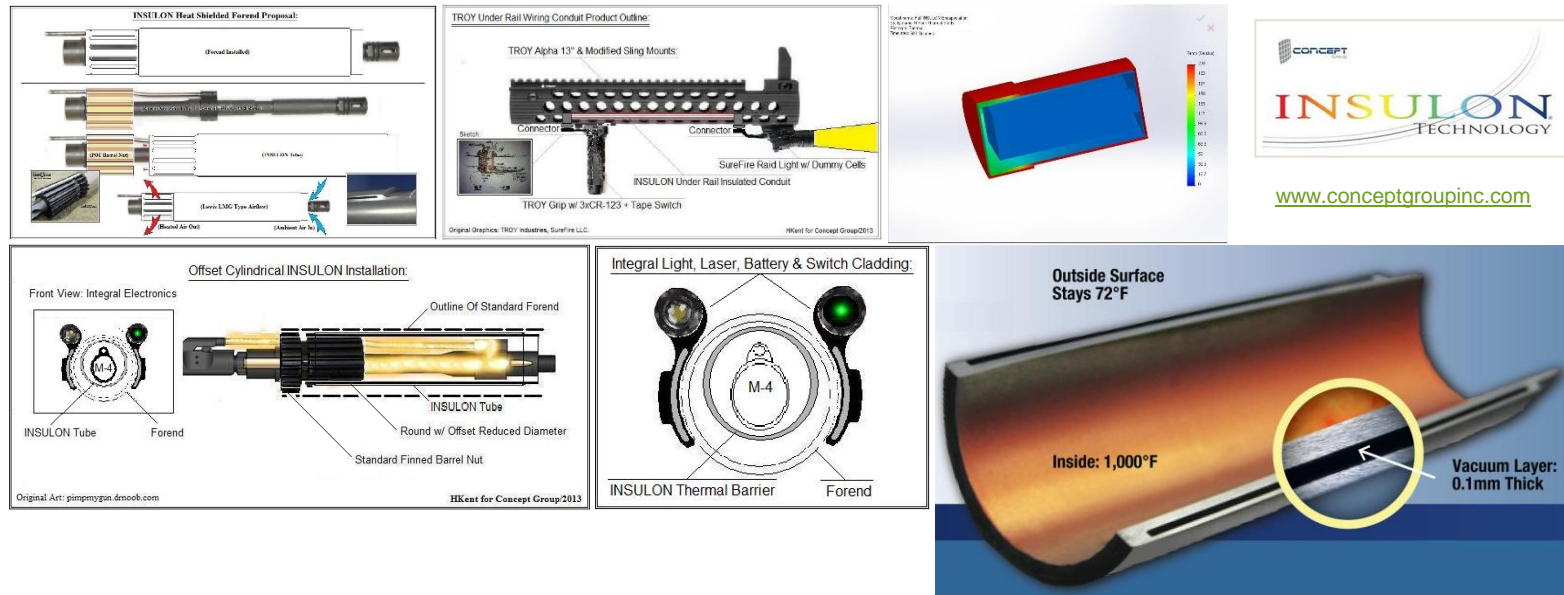 INSULON Heat Shielded Forend Proposal:
(Forend Installed)
(POF Barrel Nut)
(INSULON Tube)
(Lewis LMG Type Airflow)
(Heated Air Out)
(Ambient Air In)
TROY Under Rail Wiring Conduit Product Outline:
TROY Alpha 13" & Modified Sling Mounts:
Connector
Connector
Sketch:
SureFire Raid Light w/ Dummy Cells
INSULON Under Rail Insulated Conduit
TROY Grip w/ 3xCR-123 + Tape Switch
Original Graphics: TROY Industries, SureFire LLC.
HKent for Concept Group/2013
CONCEPT
GROUP
INSULON®
TECHNOLOGY
www.conceptgroupinc.com
Offset Cylindrical INSULON Installation:
Front View: Integral Electronics
Outline Of Standard Forend
M-4
INSULON Tube
Forend
INSULON Tube
Round w/ Offset Reduced Diameter
Standard Finned Barrel Nut
Original Art: pimpmygun.dmoob.com
HKent for Concept Group/2013
Integral Light, Laser, Battery & Switch Cladding:
M-4
INSULON Thermal Barrier
Forend
Outside Surface
Stays 72°F
Inside: 1,000°F
Vacuum Layer:
0.1mm Thick